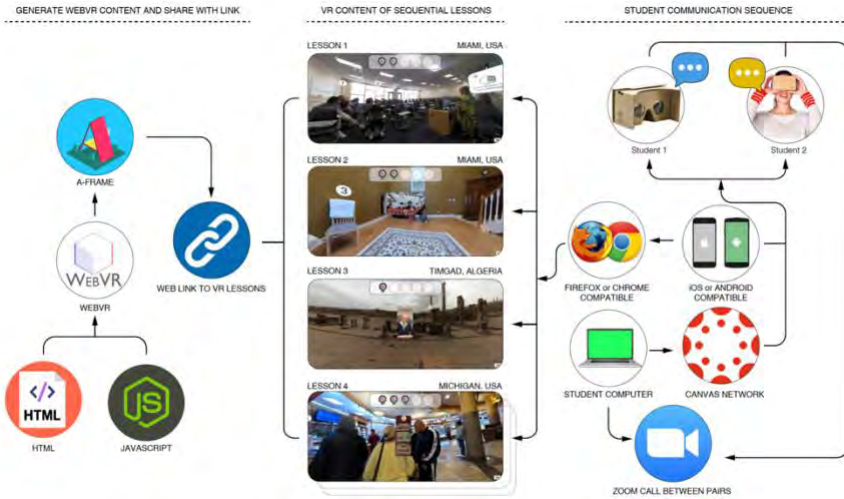 GENERATE WEBVR CONTENT AND SHARE WITH LINK
VR CONTENT OF SEQUENTIAL LESSONS
STUDENT COMMUNICATION SEQUENCE
LESSON 1
MIAMI, USA
LESSON 2
MIAMI, USA
3
LESSON 3
TIMGAD, ALGERIA
LESSON 4
MICHIGAN, USA
A-FRAME
WEBVR
WEBVR
WEB LINK TO VR LESSONS
</>
HTML
HTML
JS
JAVASCRIPT
Student 1
Student 2
FIREFOX or CHROME
COMPATIBLE
iOS or ANDROID
COMPATIBLE
STUDENT COMPUTER
CANVAS NETWORK
ZOOM CALL BETWEEN PAIRS